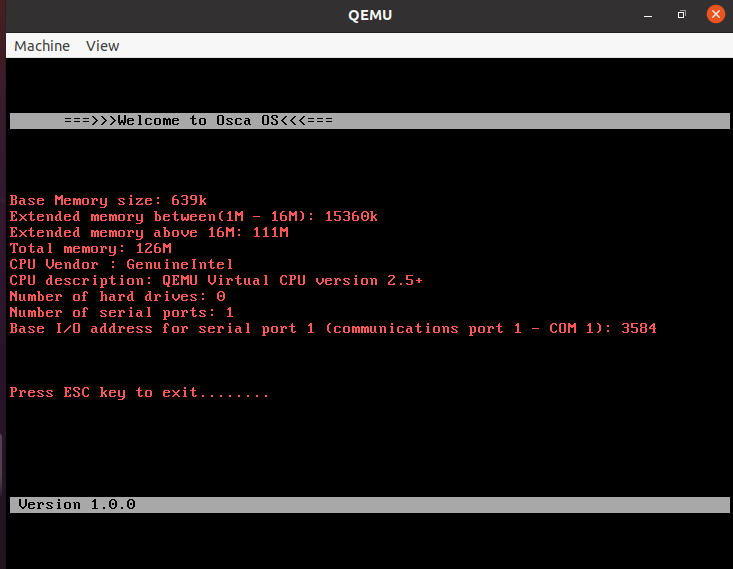 QEMU
Machine View
===>>>Welcome to Osca OS<<<===
Base Memory size: 639k
Extended memory between(1M - 16M): 15360k
Extended memory above 16M: 111M
Total memory: 126M
CPU Vendor : GenuineIntel
CPU description: QEMU Virtual CPU version 2.5+
Number of hard drives: 0
Number of serial ports: 1
Base I/O address for serial port 1 (communications port 1 - COM 1): 3584
Press ESC key to exit........
Version 1.0.0